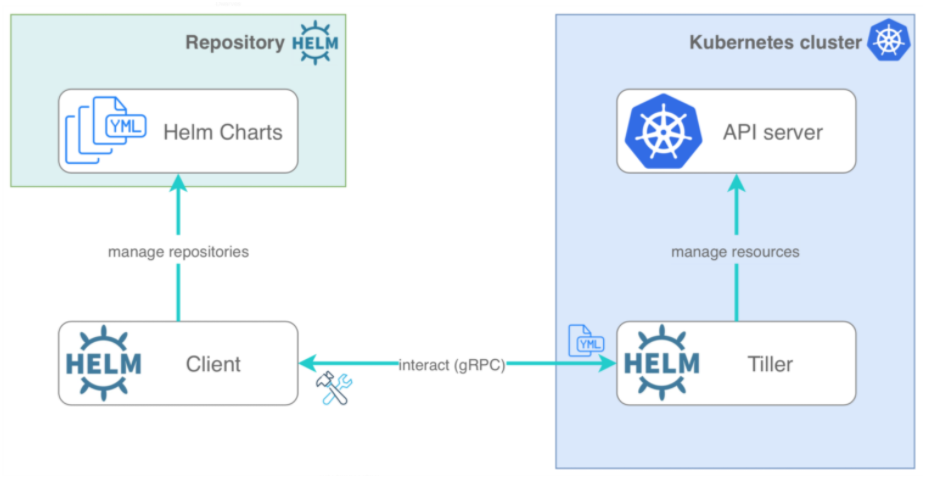 Repository HELM
Kubernetes cluster
YML Helm Charts
API server
manage repositories
manage resources
HELM Client
interact (gRPC)
YML
HELM Tiller